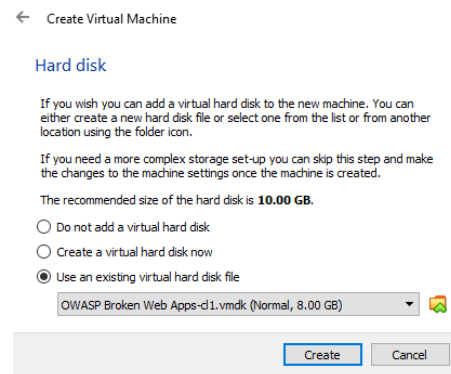 Create Virtual Machine
Hard disk
If you wish you can add a virtual hard disk to the new machine. You can
either create a new hard disk file or select one from the list or from another
location using the folder icon.
If you need a more complex storage set-up you can skip this step and make
the changes to the machine settings once the machine is created.
The recommended size of the hard disk is 10.00 GB.
Do not add a virtual hard disk
Create a virtual hard disk now
Use an existing virtual hard disk file
OWASP Broken Web Apps-cl1.vmdk (Normal, 8.00 GB)
Create Cancel